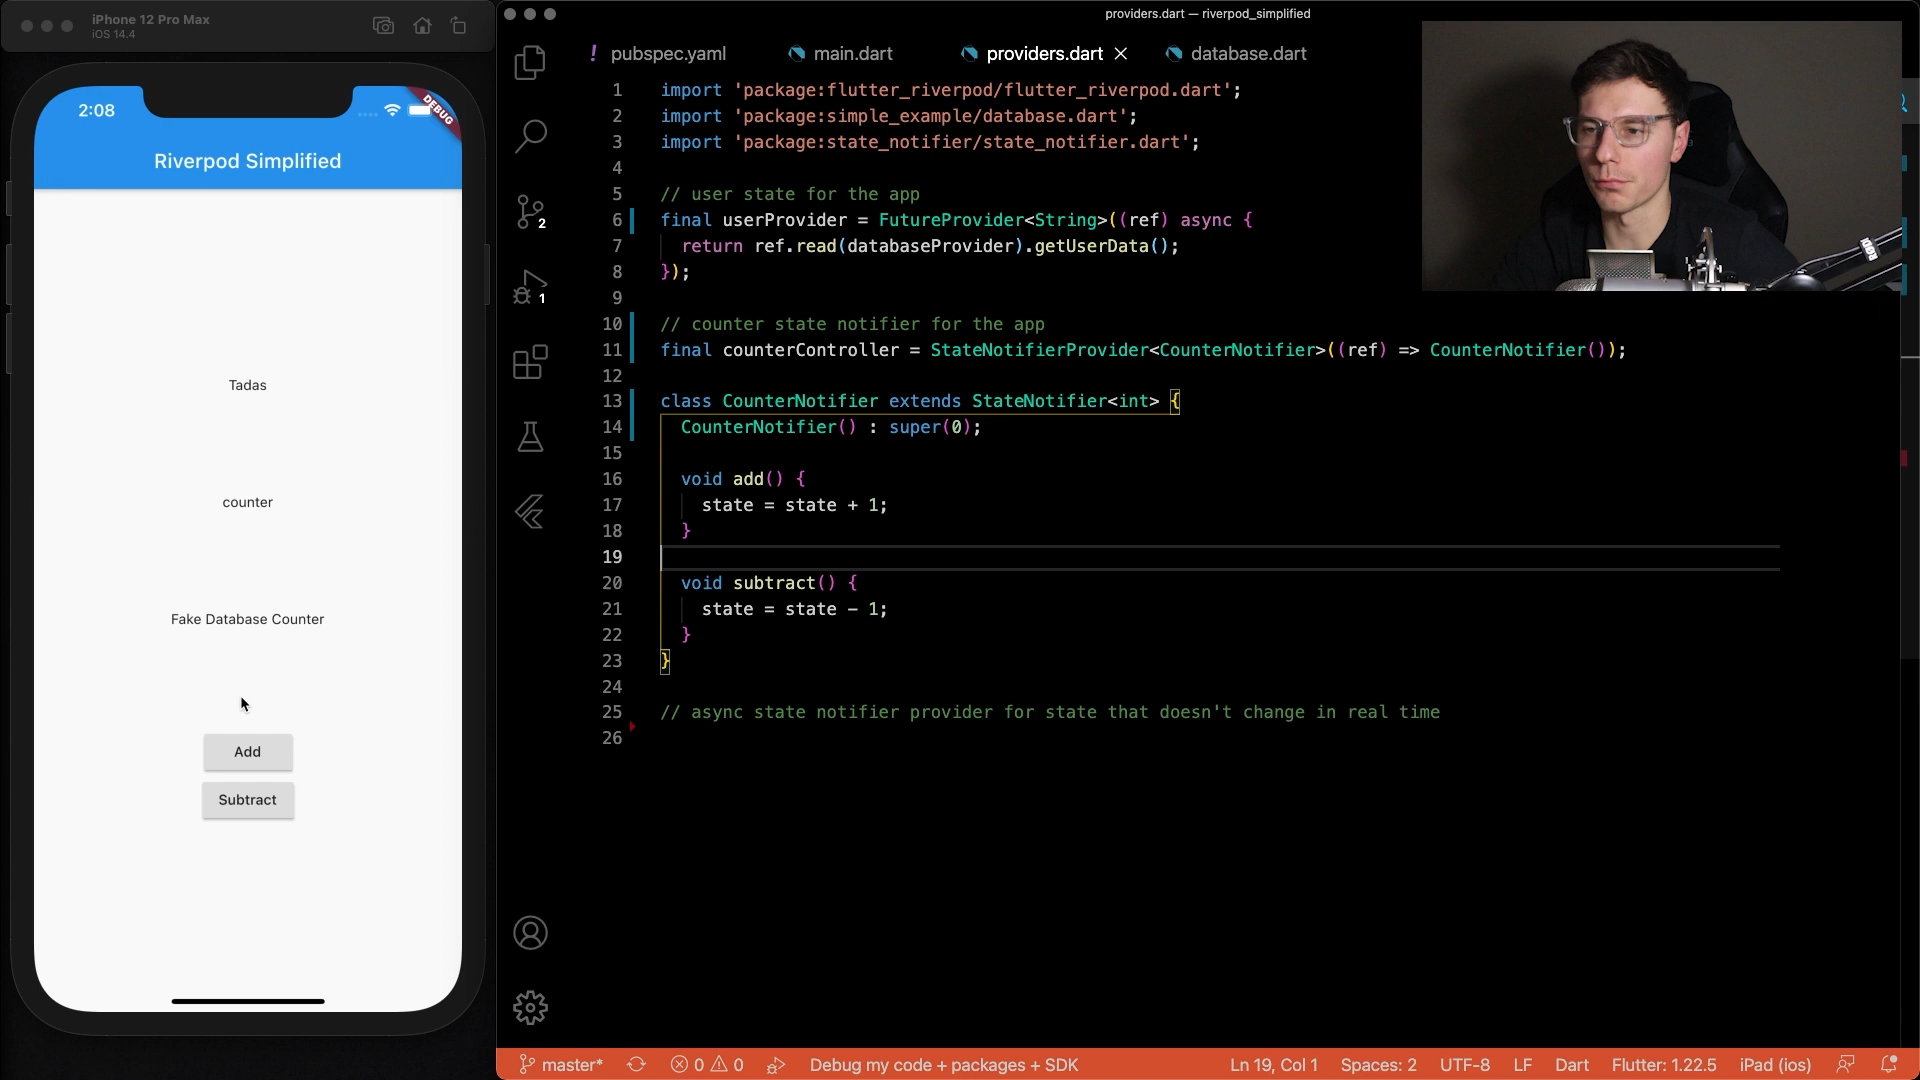 iPhone 12 Pro Max
iOS 14.4
2:08
DEBUG
Riverpod Simplified
Tadas
counter
Fake Database Counter
Add
Subtract
providers.dart — riverpod_simplified
! pubspec.yaml
main.dart
providers.dart
database.dart
2
1
1 import 'package:flutter_riverpod/flutter_riverpod.dart';
2 import 'package:simple_example/database.dart';
3 import 'package:state_notifier/state_notifier.dart';
4
5 // user state for the app
6 final userProvider = FutureProvider<String>((ref) async {
7 return ref.read(databaseProvider).getUserData();
8 });
9
10 // counter state notifier for the app
11 final counterController = StateNotifierProvider<CounterNotifier>((ref) => CounterNotifier());
12
13 class CounterNotifier extends StateNotifier<int> {
14 CounterNotifier() : super(0);
15
16 void add() {
17 state = state + 1;
18 }
19
20 void subtract() {
21 state = state - 1;
22 }
23 }
24
25 // async state notifier provider for state that doesn't change in real time
26
RØDE
master*
0
0
Debug my code + packages + SDK
Ln 19, Col 1
Spaces: 2
UTF-8
LF
Dart
Flutter: 1.22.5
iPad (ios)